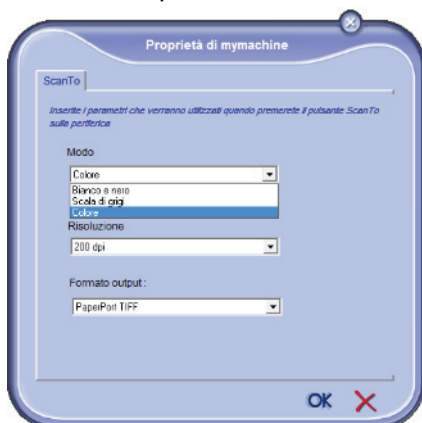 Proprietà di mymachine
ScanTo
Inserite i parametri che verranno utilizzati quando premerete il pulsante ScanTo
sulla periferica
Modo
Colore
Bianco e nero
Scala di grigi
Colore
Risoluzione
200 dpi
Formato output :
PaperPort TIFF
OK